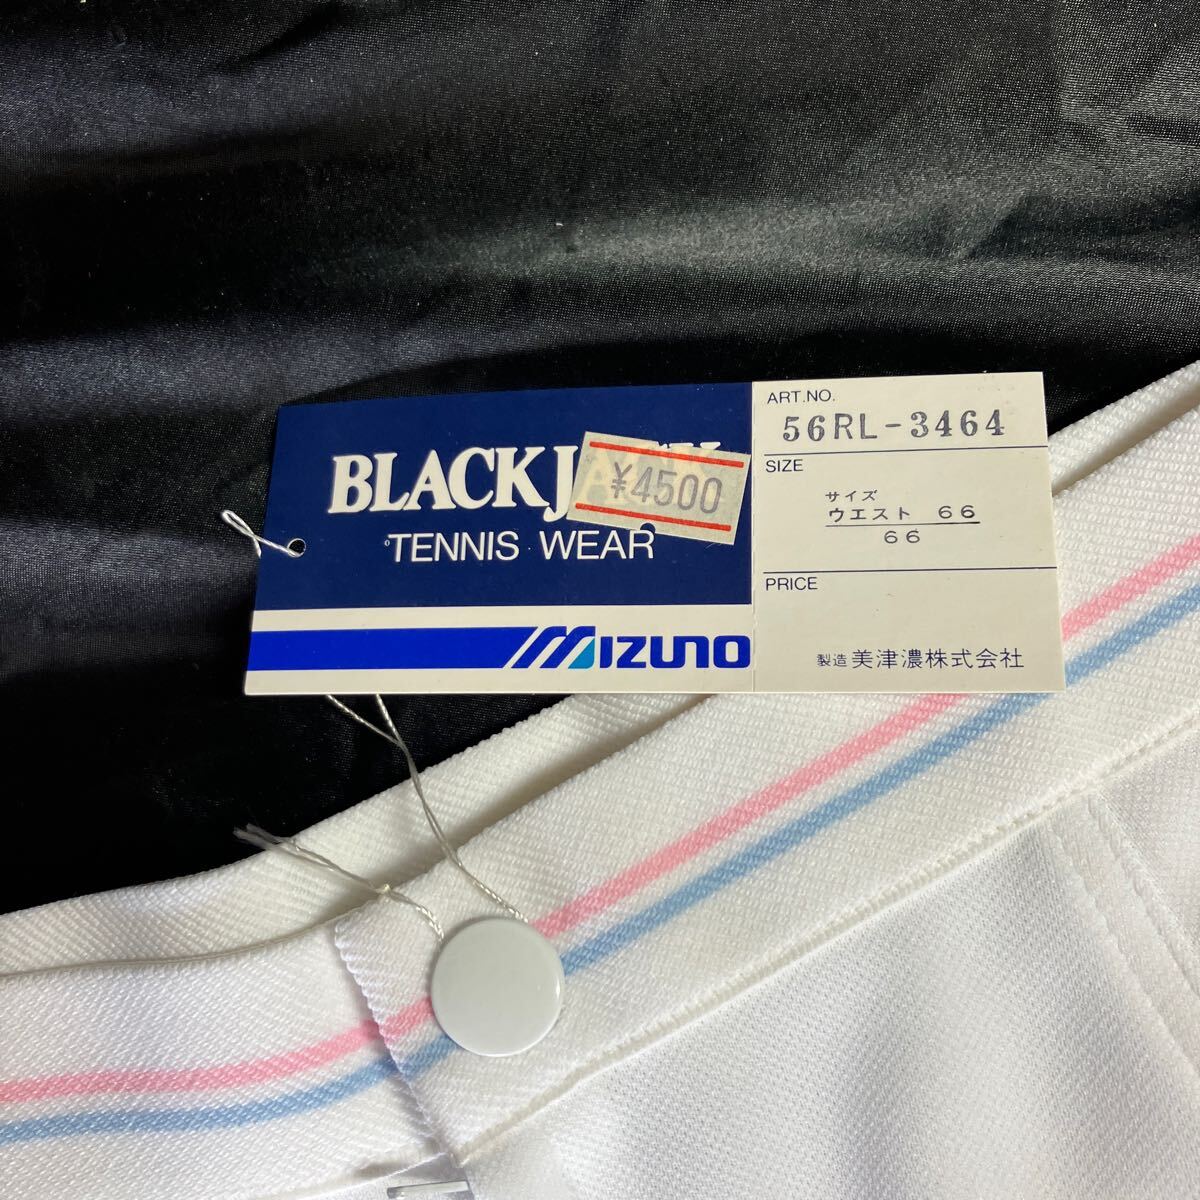 BLACKJACK
¥4500
TENNIS WEAR
MIZUNO
ART.NO.
56RL-3464
SIZE
サイズ
ウエスト 66
66
PRICE
製造 美津濃株式会社